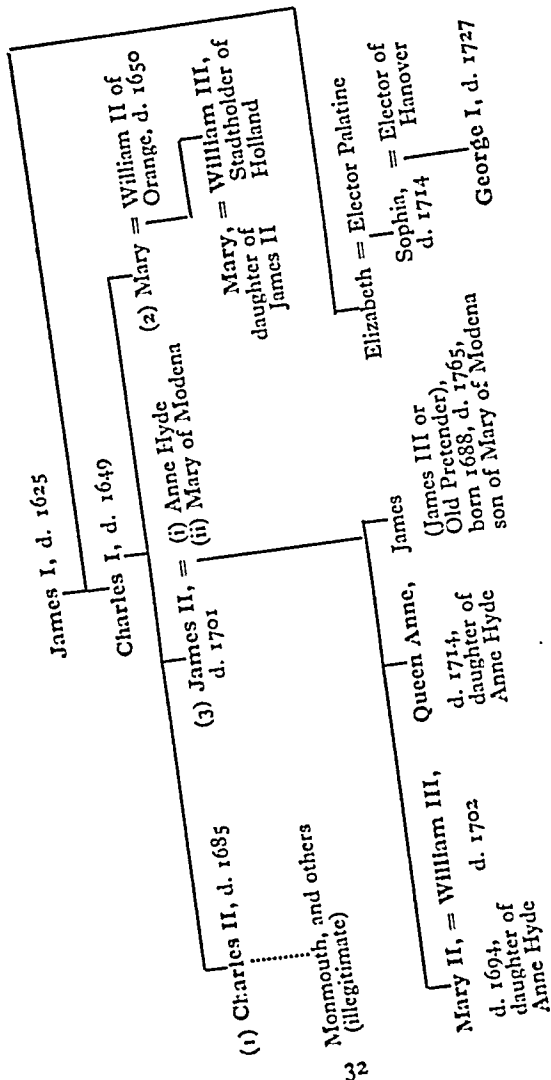 James I, d. 1625
Charles I, d. 1649
(1) Charles II, d. 1685
Monmouth, and others
(illegitimate)
(3) James II, = (i) Anne Hyde
d. 1701 (ii) Mary of Modena
(2) Mary = William II of
Orange, d. 1650
Mary, = William III,
daughter of Stadtholder of
James II Holland
Elizabeth = Elector Palatine
Sophia, = Elector of
d. 1714 Hanover
George I, d. 1727
Mary II, = William III,
d. 1694, d. 1702
daughter of
Anne Hyde
Queen Anne,
d. 1714,
daughter of
Anne Hyde
James
(James III or
Old Pretender),
born 1688, d. 1765,
son of Mary of Modena
32